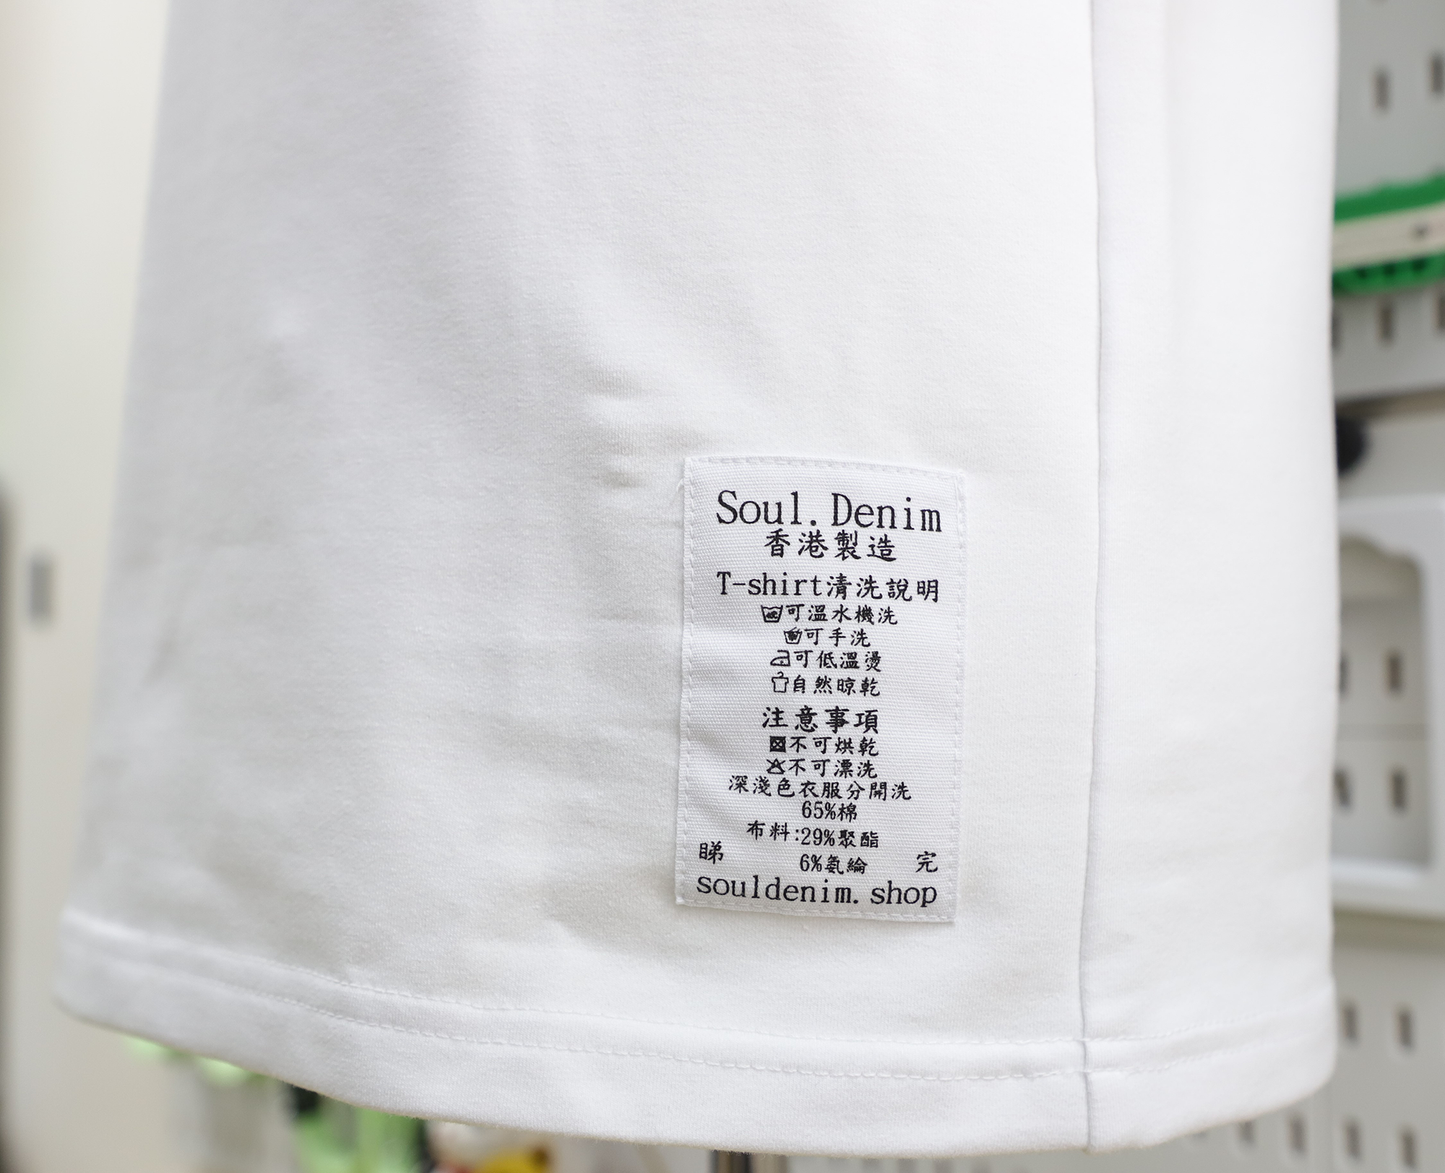 Soul.Denim
香港製造
T-shirt清洗說明
可溫水機洗
可手洗
可低溫燙
自然晾乾
注意事項
不可烘乾
不可漂洗
深淺色衣服分開洗
65%棉
布料:29%聚酯
睇 6%氨綸 完
souldenim.shop